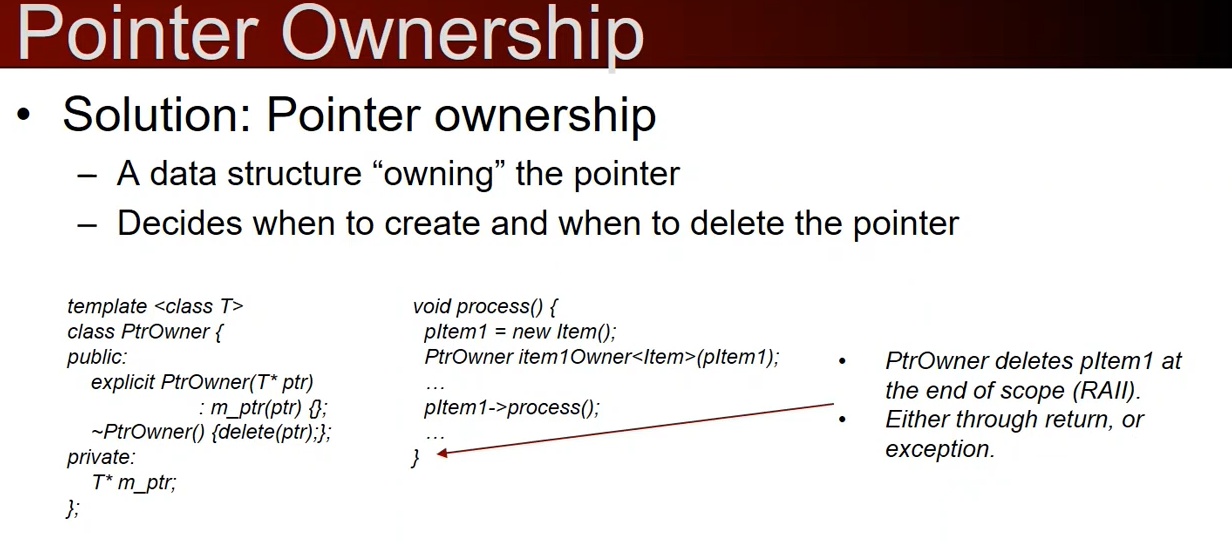 Pointer Ownership
• Solution: Pointer ownership
– A data structure “owning” the pointer
– Decides when to create and when to delete the pointer
template <class T>
class PtrOwner {
public:
explicit PtrOwner(T* ptr)
: m_ptr(ptr) {};
~PtrOwner() {delete(ptr);};
private:
T* m_ptr;
};
void process() {
pItem1 = new Item();
PtrOwner item1Owner<Item>(pItem1);
…
pItem1->process();
…
}
• PtrOwner deletes pItem1 at
the end of scope (RAII).
• Either through return, or
exception.